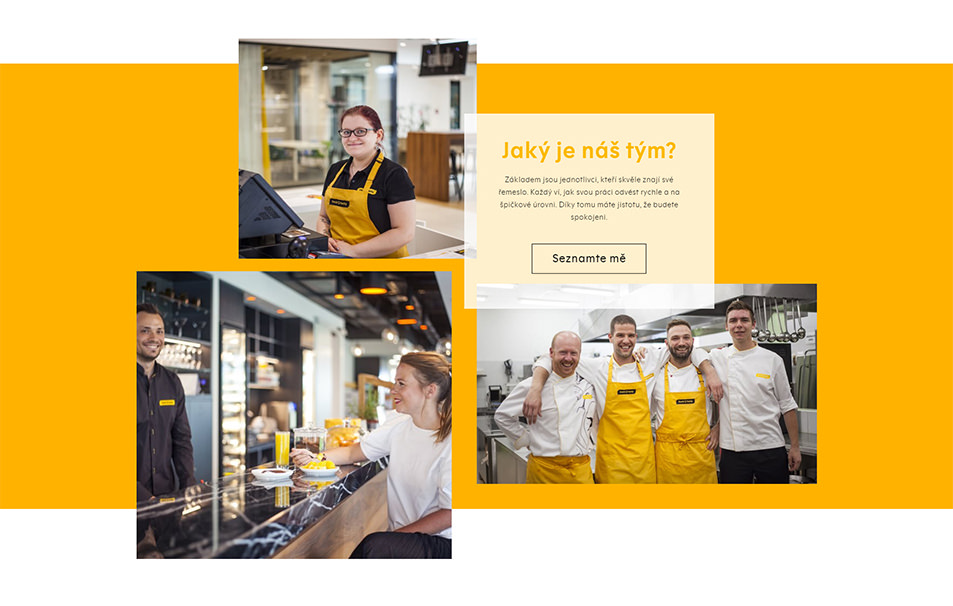 Jaký je náš tým?
Základem jsou jednotlivci, kteří skvěle znají své
řemeslo. Každý ví, jak svou práci odvést rychle a na
špičkové úrovni. Díky tomu máte jistotu, že budete
spokojeni.
Seznamte mě